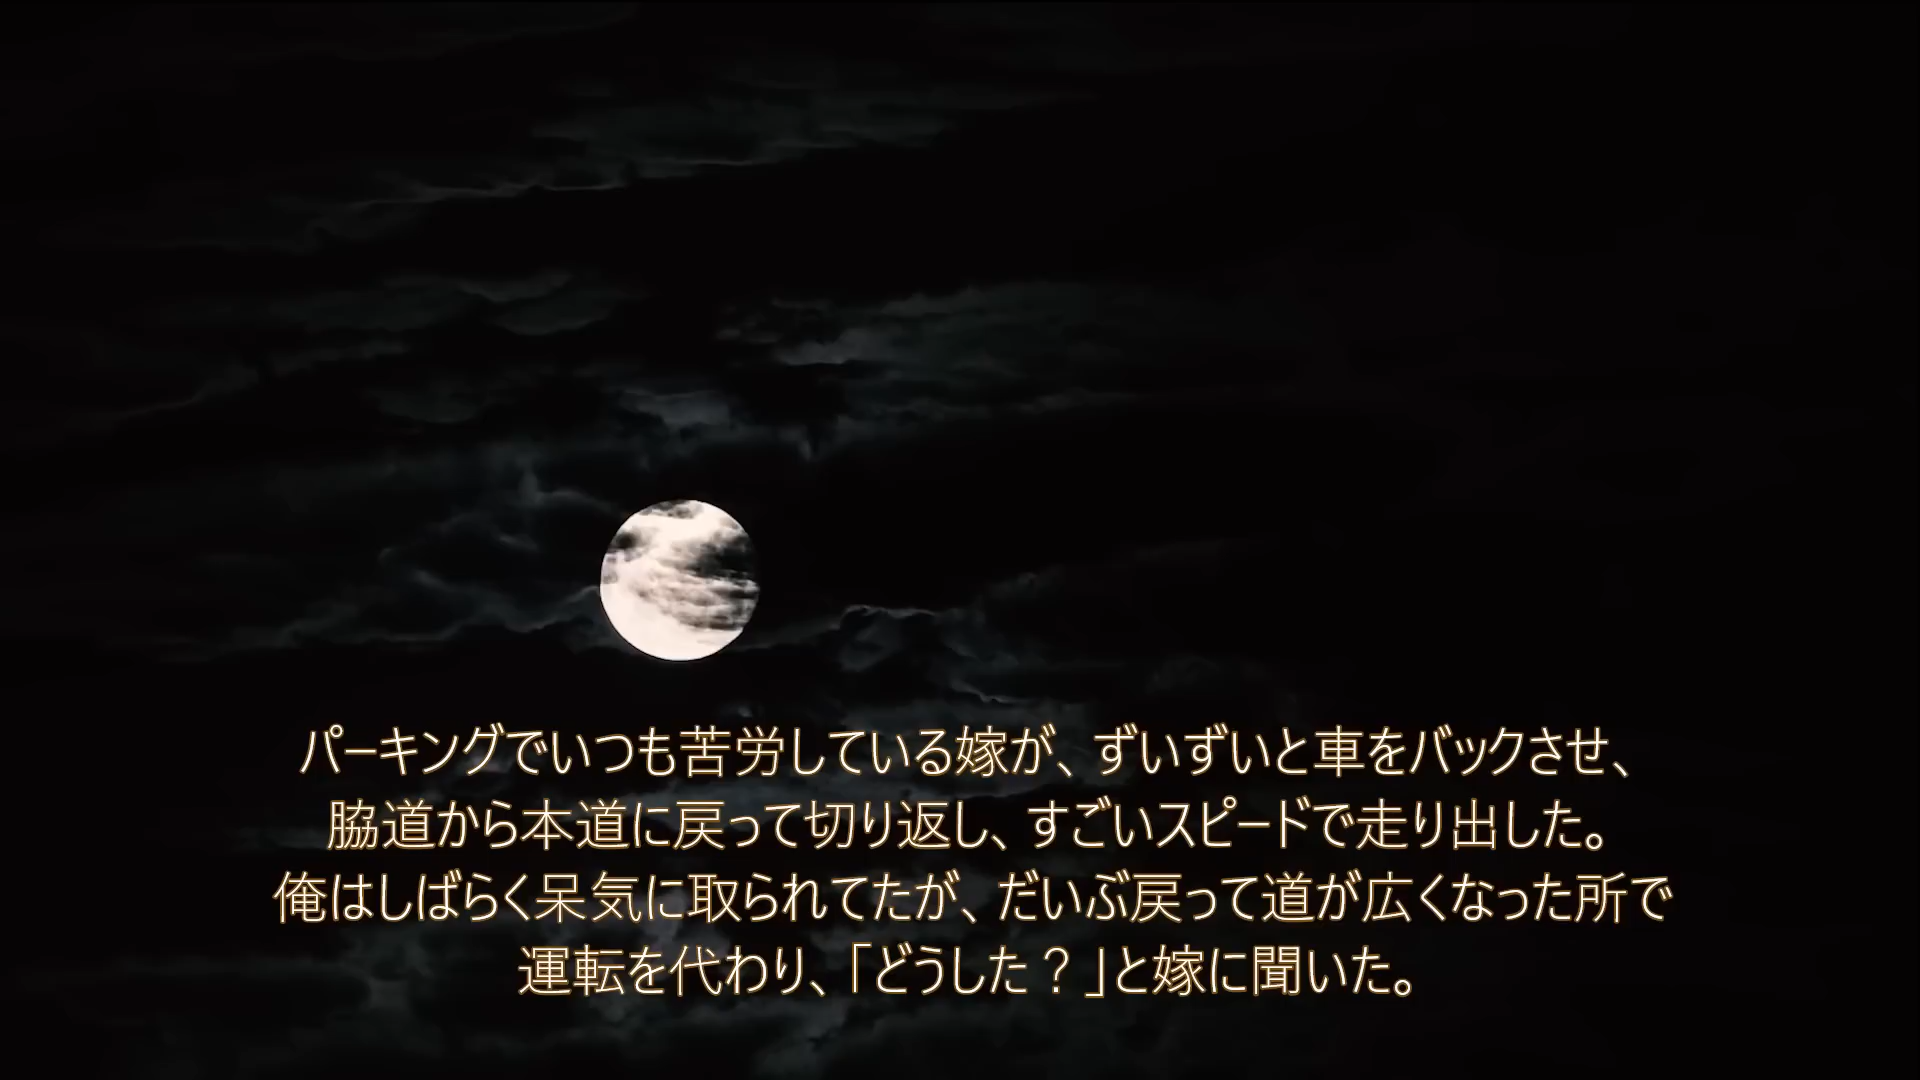 パーキングでいつも苦労している嫁が、ずいずいと車をバックさせ、
脇道から本道に戻って切り返し、すごいスピードで走り出した。
俺はしばらく呆気に取られてたが、だいぶ戻って道が広くなった所で
運転を代わり、「どうした？」と嫁に聞いた。